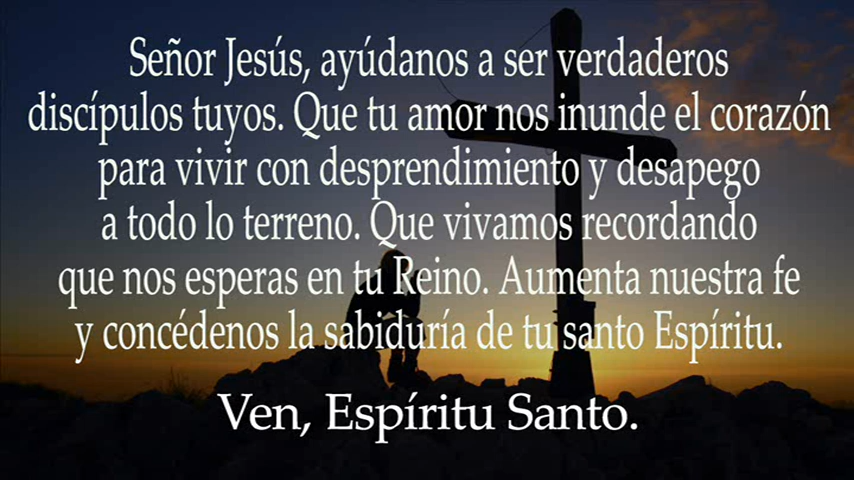 Señor Jesús, ayúdanos a ser verdaderos
discípulos tuyos. Que tu amor nos inunde el corazón
para vivir con desprendimiento y desapego
a todo lo terreno. Que vivamos recordando
que nos esperas en tu Reino. Aumenta nuestra fe
y concédenos la sabiduría de tu santo Espíritu.
Ven, Espíritu Santo.